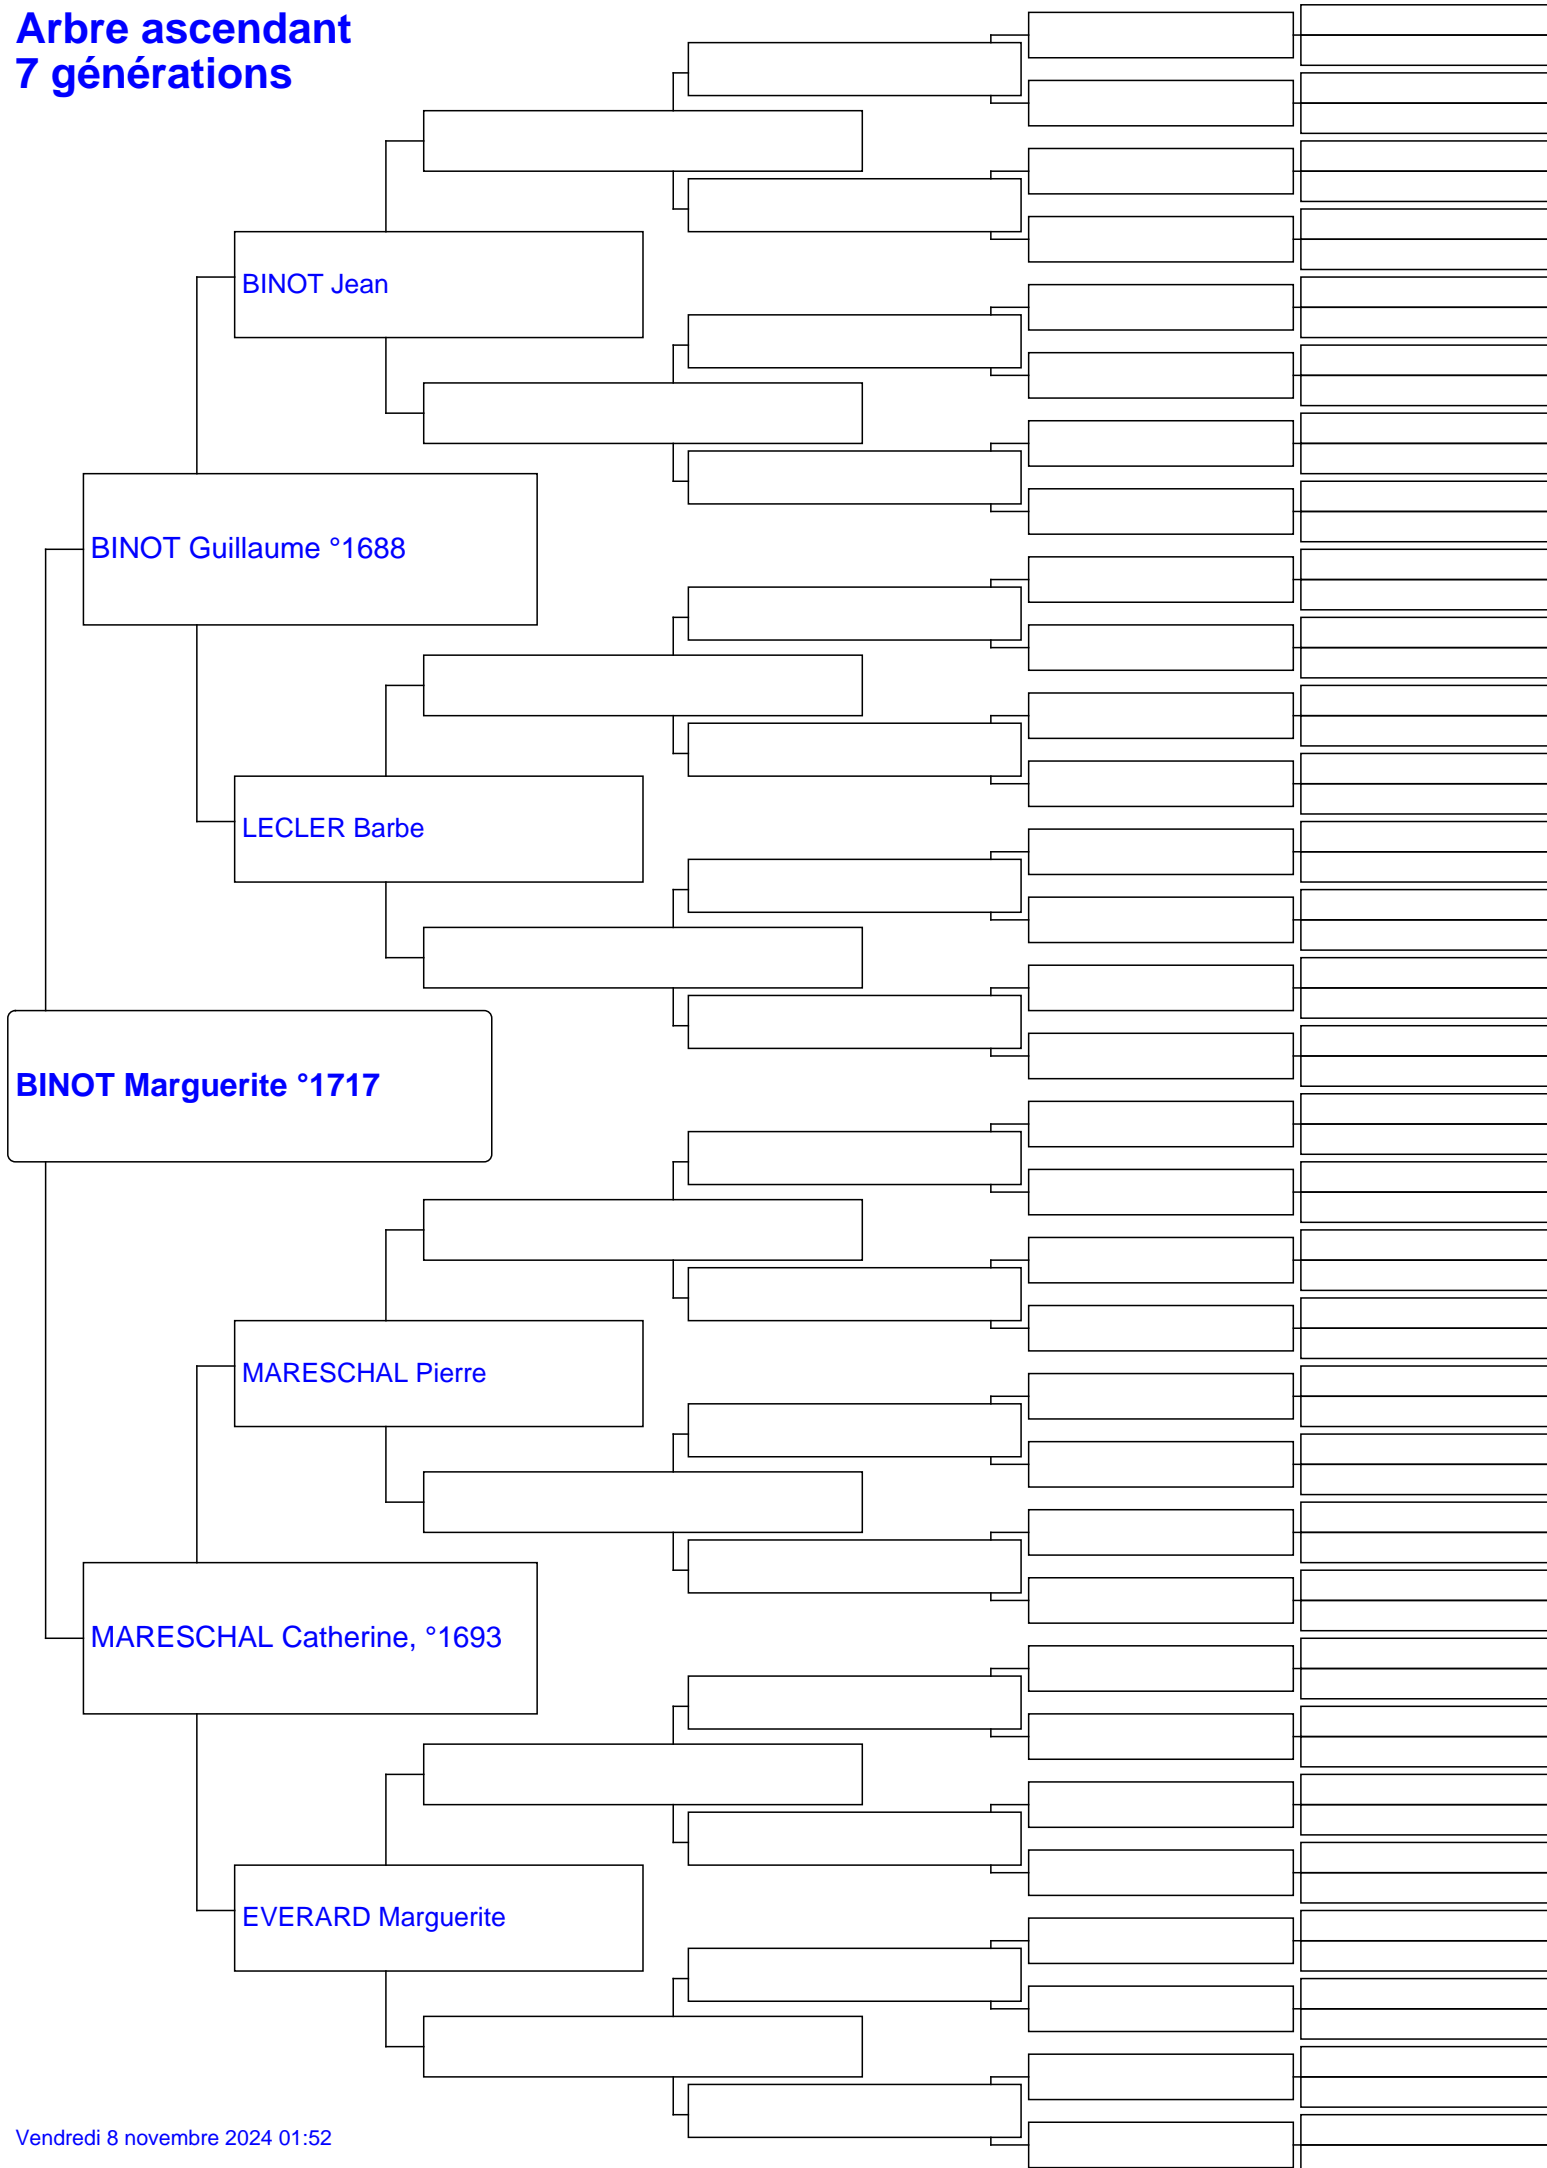 Arbre ascendant
7 générations
BINOT Jean
BINOT Guillaume °1688
LECLER Barbe
BINOT Marguerite °1717
MARESCHAL Pierre
MARESCHAL Catherine, °1693
EVERARD Marguerite
Vendredi 8 novembre 2024 01:52